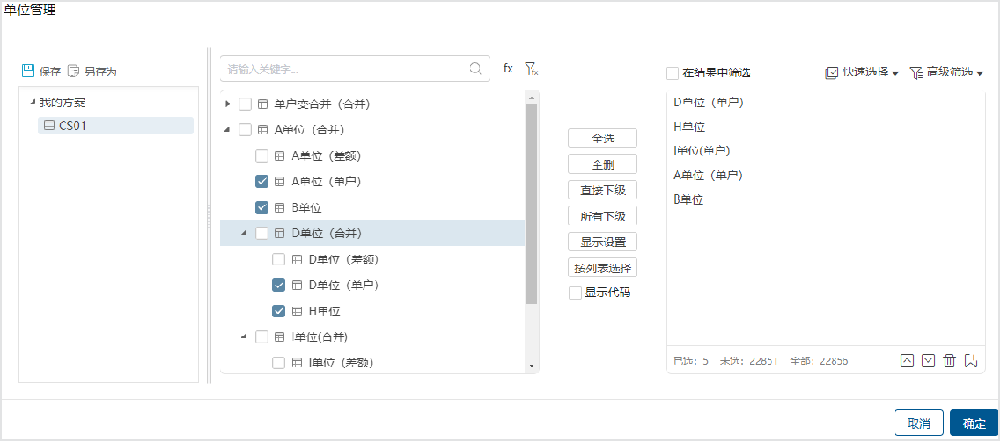 单位管理
保存 另存为
我的方案
CS01
请输入关键字...
fx
fx
单户变合并（合并）
A单位（合并）
A单位（差额）
A单位（单户）
B单位
D单位（合并）
D单位（差额）
D单位（单户）
H单位
I单位(合并)
I单位（差额）
全选
全删
直接下级
所有下级
显示设置
按列表选择
显示代码
在结果中筛选 快速选择 高级筛选
D单位（单户）
H单位
I单位(单户)
A单位（单户）
B单位
已选：5 未选：22851 全部：22856
取消 确定